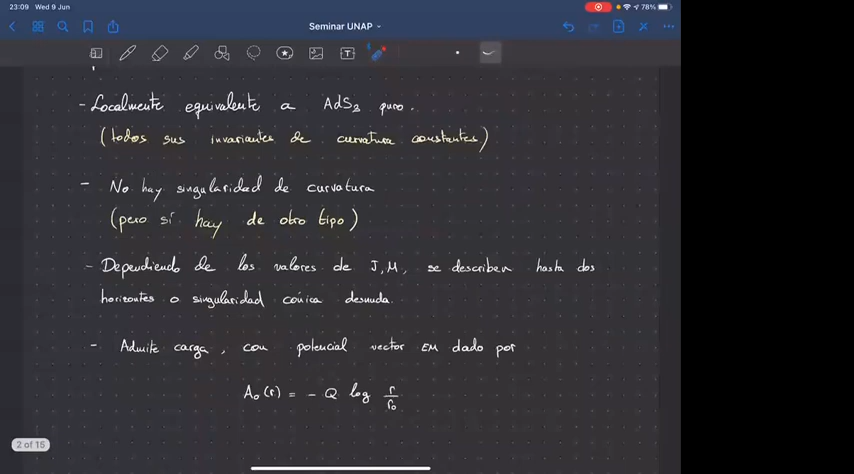 23:09 Wed 9 Jun
78%
Seminar UNAP
- Localmente equivalente a AdS₂ puro.
(todos sus invariantes de curvatura constantes)
- No hay singularidad de curvatura
(pero sí hay de otro tipo)
- Dependiendo de los valores de J, M, se describen hasta dos
horizontes o singularidad cónica desnuda.
- Admite carga, con potencial vector EM dado por
A₀(r) = - Q log r/r₀
2 of 15